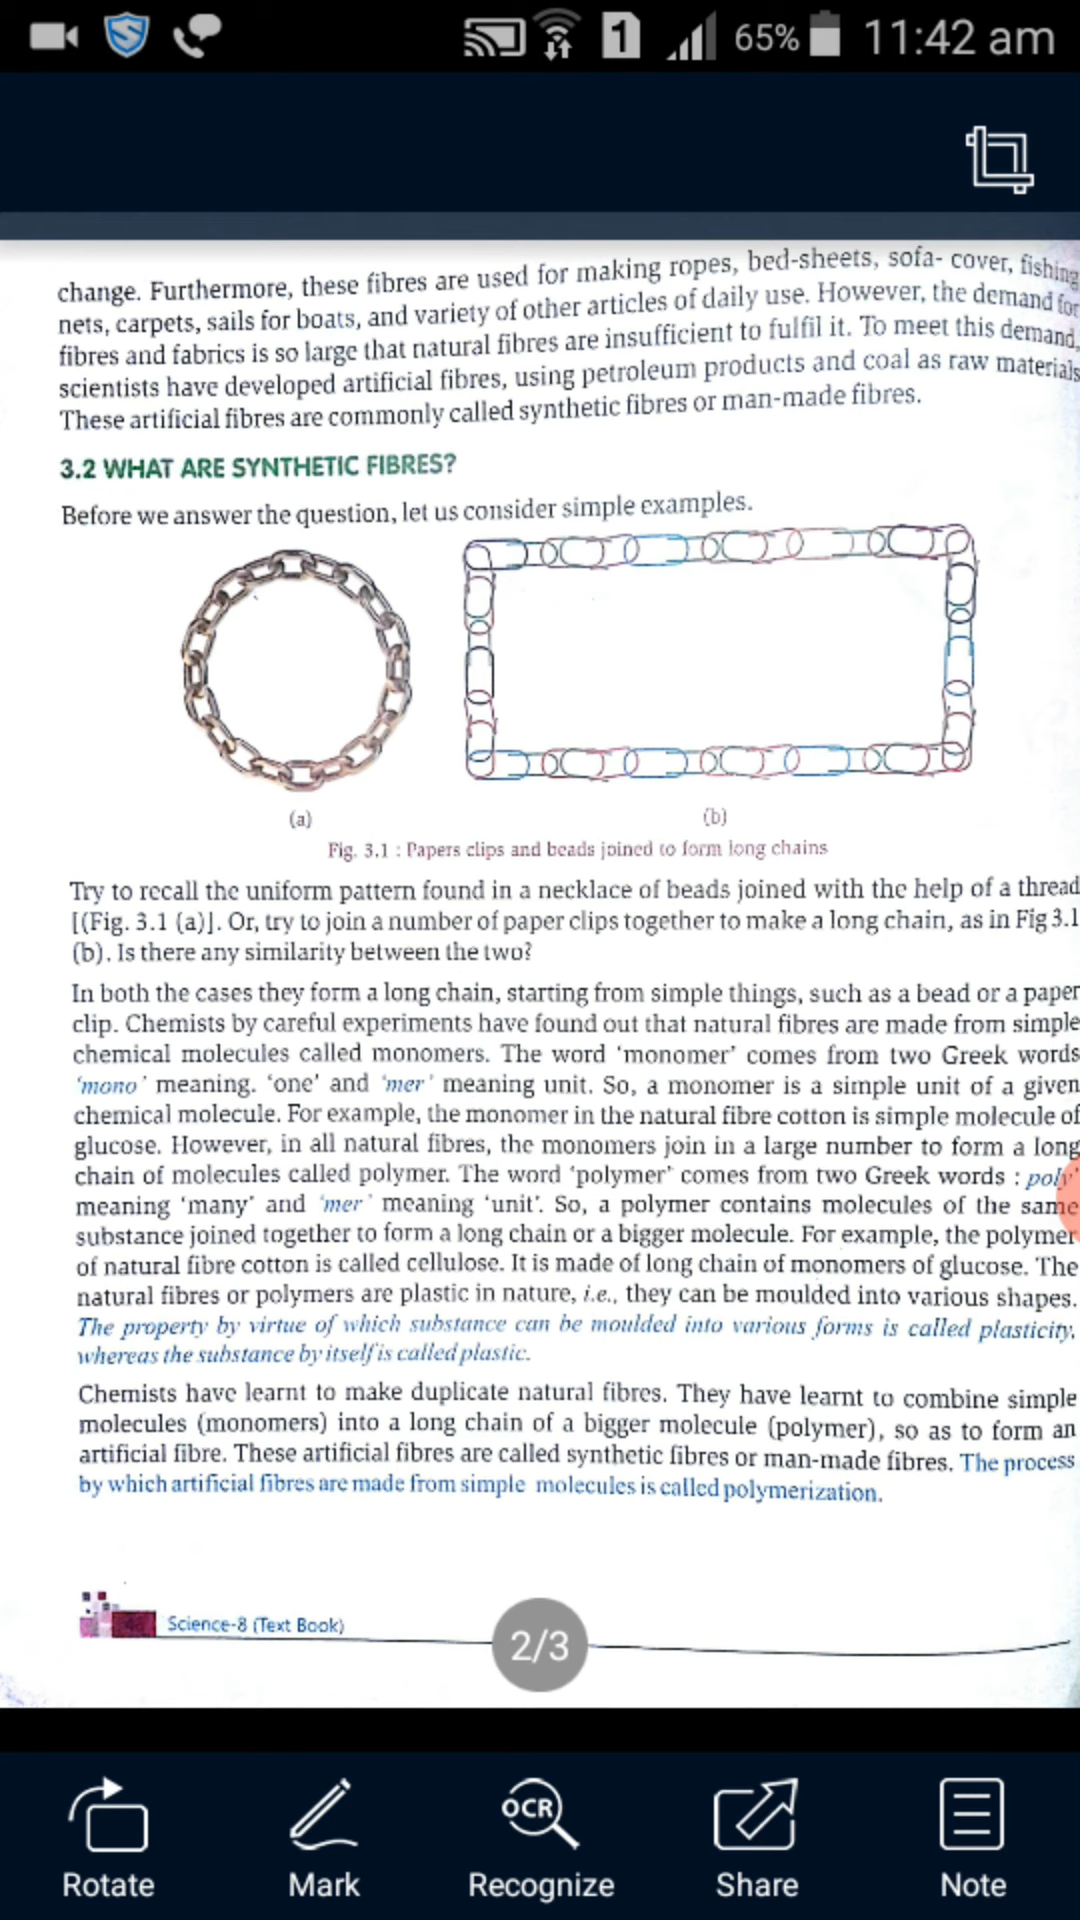 1 65% 11:42 am
change. Furthermore, these fibres are used for making ropes, bed-sheets, sofa- cover, fishing
nets, carpets, sails for boats, and variety of other articles of daily use. However, the demand for
fibres and fabrics is so large that natural fibres are insufficient to fulfil it. To meet this demand,
scientists have developed artificial fibres, using petroleum products and coal as raw materials
These artificial fibres are commonly called synthetic fibres or man-made fibres.
3.2 WHAT ARE SYNTHETIC FIBRES?
Before we answer the question, let us consider simple examples.
(a) (b)
Fig. 3.1 : Papers clips and beads joined to form long chains
Try to recall the uniform pattern found in a necklace of beads joined with the help of a thread
[(Fig. 3.1 (a)]. Or, try to join a number of paper clips together to make a long chain, as in Fig 3.1
(b). Is there any similarity between the two?
In both the cases they form a long chain, starting from simple things, such as a bead or a paper
clip. Chemists by careful experiments have found out that natural fibres are made from simple
chemical molecules called monomers. The word 'monomer' comes from two Greek words
'mono' meaning. 'one' and 'mer' meaning unit. So, a monomer is a simple unit of a given
chemical molecule. For example, the monomer in the natural fibre cotton is simple molecule of
glucose. However, in all natural fibres, the monomers join in a large number to form a long
chain of molecules called polymer. The word 'polymer' comes from two Greek words : poly'
meaning 'many' and 'mer' meaning 'unit'. So, a polymer contains molecules of the same
substance joined together to form a long chain or a bigger molecule. For example, the polymer
of natural fibre cotton is called cellulose. It is made of long chain of monomers of glucose. The
natural fibres or polymers are plastic in nature, i.e., they can be moulded into various shapes.
The property by virtue of which substance can be moulded into various forms is called plasticity,
whereas the substance by itself is called plastic.
Chemists have learnt to make duplicate natural fibres. They have learnt to combine simple
molecules (monomers) into a long chain of a bigger molecule (polymer), so as to form an
artificial fibre. These artificial fibres are called synthetic fibres or man-made fibres. The process
by which artificial fibres are made from simple molecules is called polymerization.
Science-8 (Text Book)
2/3
OCR
Rotate Mark Recognize Share Note